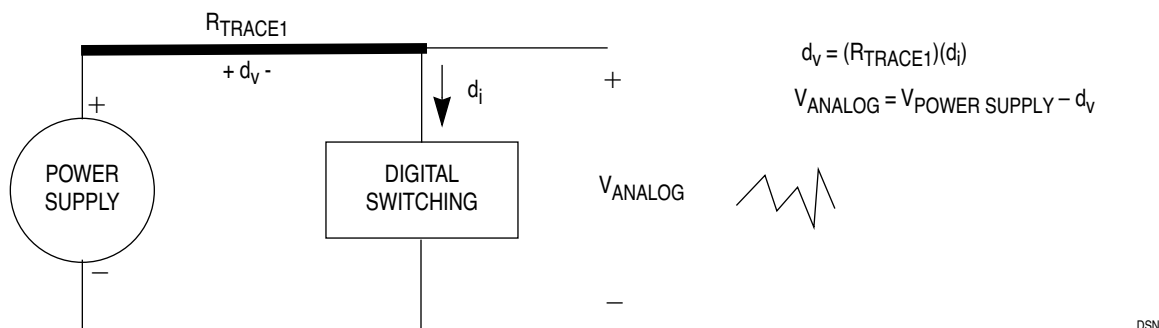 RTRACE1
+ dv -
di
+
POWER
SUPPLY
−
DIGITAL
SWITCHING
+
VANALOG
−
dv = (RTRACE1)(di)
VANALOG = VPOWER SUPPLY – dv
DSN